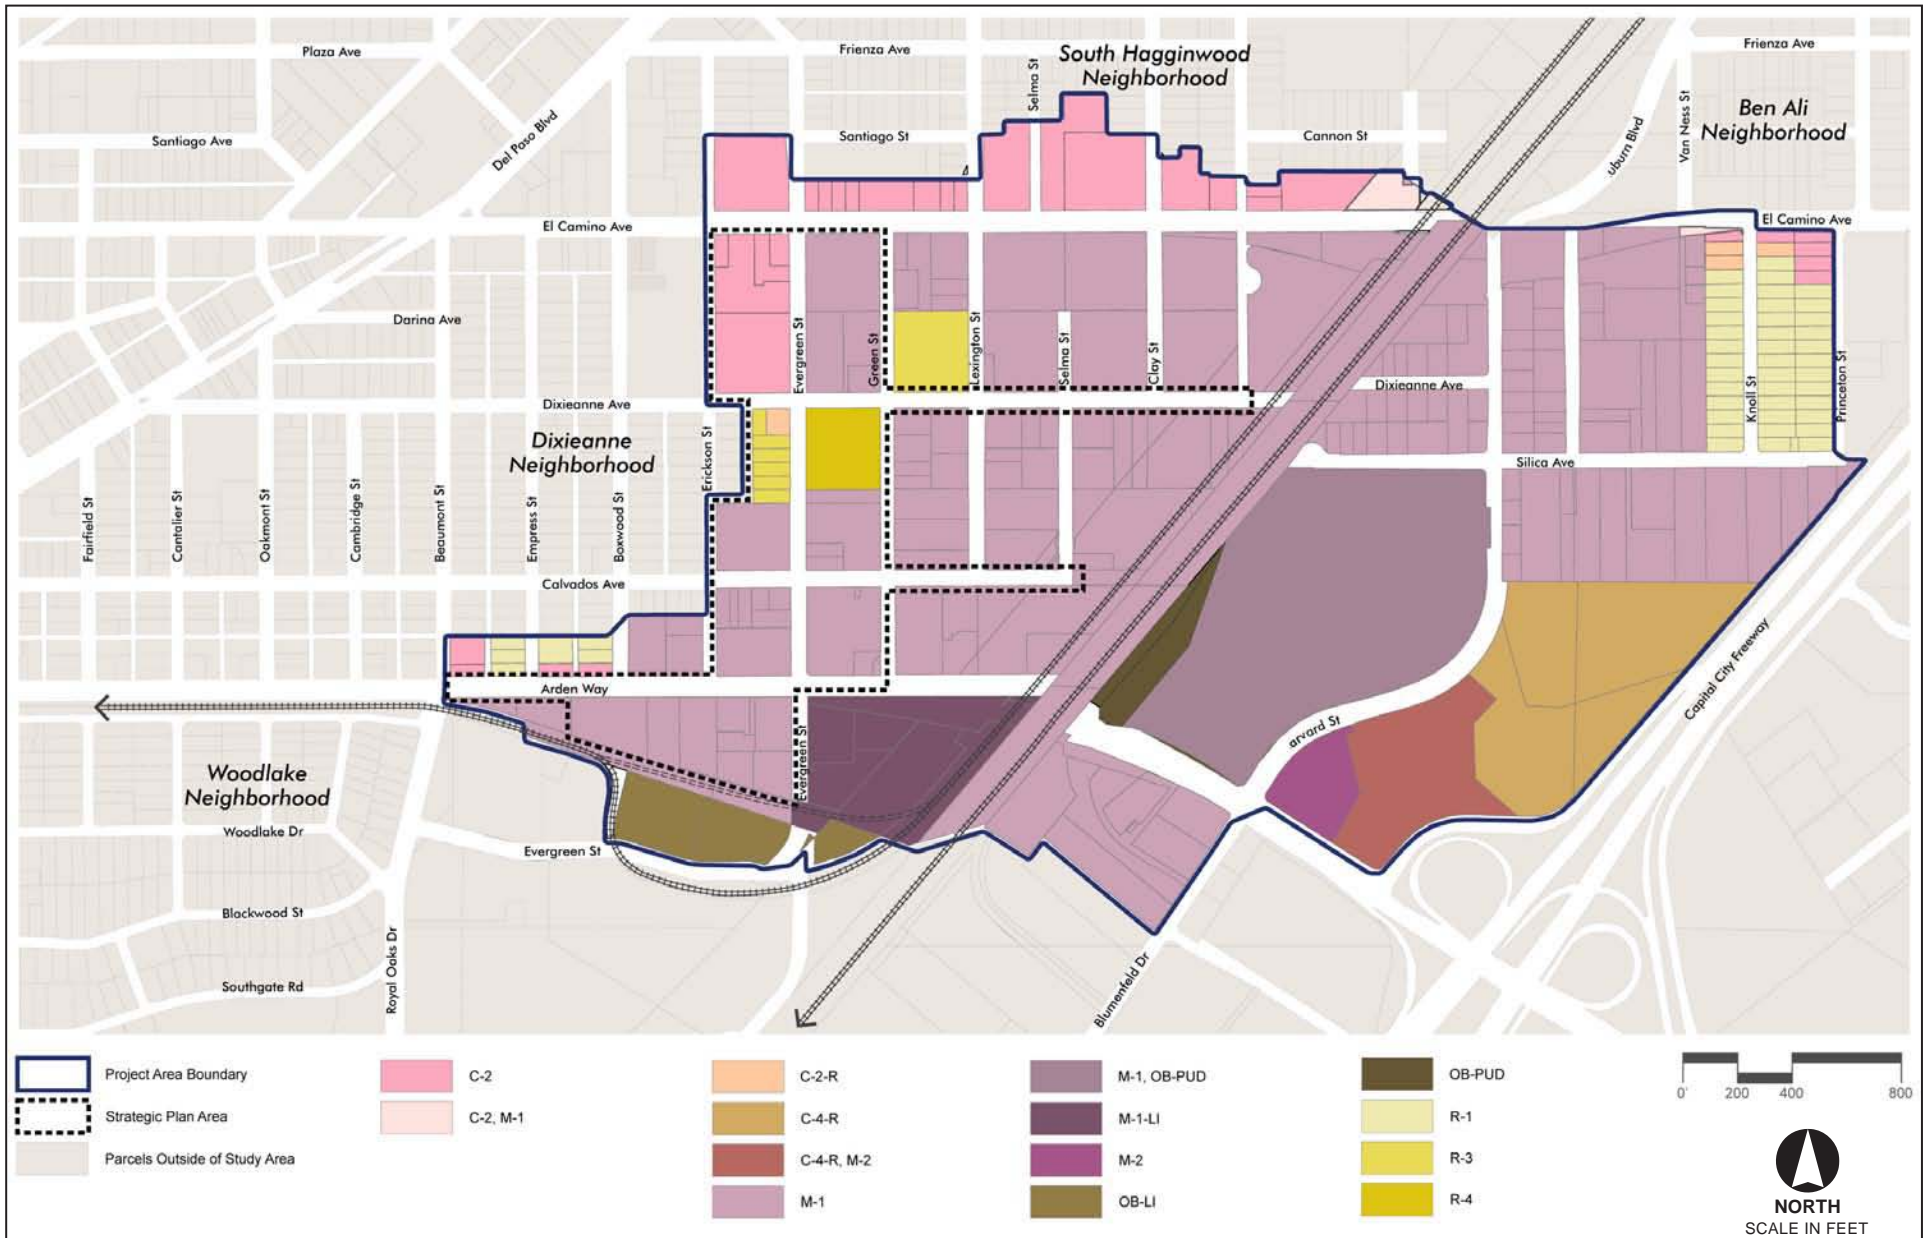 Plaza Ave
Frienza Ave
South Hagginwood
Neighborhood
Frienza Ave
Selma St
Van Ness St
Ben Ali
Neighborhood
Santiago Ave
Del Paso Blvd
Santiago St
Cannon St
uburn Blvd
El Camino Ave
El Camino Ave
Darina Ave
Evergreen St
Green St
Lexington St
Selma St
Clay St
Dixieanne Ave
Knoll St
Princeton St
Dixieanne Ave
Dixieanne
Neighborhood
Erickson St
Silica Ave
Fairfield St
Cantalier St
Oakmont St
Cambridge St
Beaumont St
Empress St
Boxwood St
Calvados Ave
Arden Way
Capital City Freeway
arvard St
Evergreen St
Woodlake
Neighborhood
Woodlake Dr
Evergreen St
Blackwood St
Royal Oaks Dr
Southgate Rd
Blumenfeld Dr
Project Area Boundary
Strategic Plan Area
Parcels Outside of Study Area
C-2
C-2, M-1
C-2-R
C-4-R
C-4-R, M-2
M-1
M-1, OB-PUD
M-1-LI
M-2
OB-LI
OB-PUD
R-1
R-3
R-4
0' 200 400 800
NORTH
SCALE IN FEET